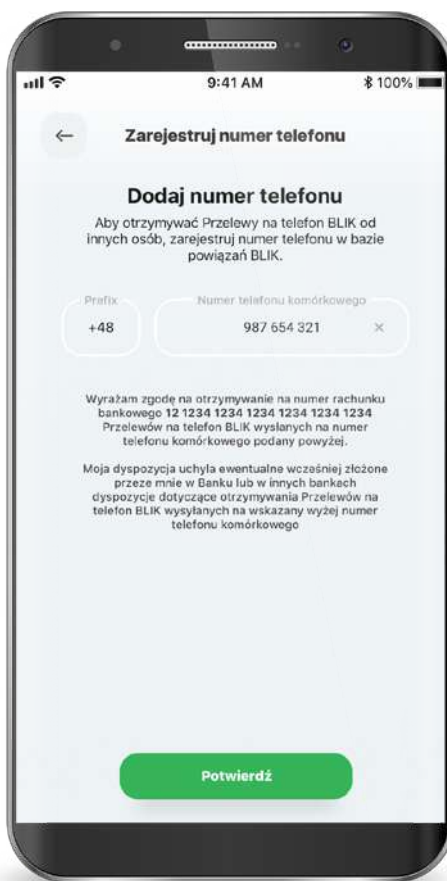 9:41 AM
100%
Zarejestruj numer telefonu
Dodaj numer telefonu
Aby otrzymywać Przelewy na telefon BLIK od
innych osób, zarejestruj numer telefonu w bazie
powiązań BLIK.
Prefix
Numer telefonu komórkowego
+48
987 654 321
Wyrażam zgodę na otrzymywanie na numer rachunku
bankowego 12 1234 1234 1234 1234 1234 1234
Przelewów na telefon BLIK wysłanych na numer
telefonu komórkowego podany powyżej.
Moja dyspozycja uchyla ewentualne wcześniej złożone
przeze mnie w Banku lub w innych bankach
dyspozycje dotyczące otrzymywania Przelewów na
telefon BLIK wysyłanych na wskazany wyżej numer
telefonu komórkowego
Potwierdź